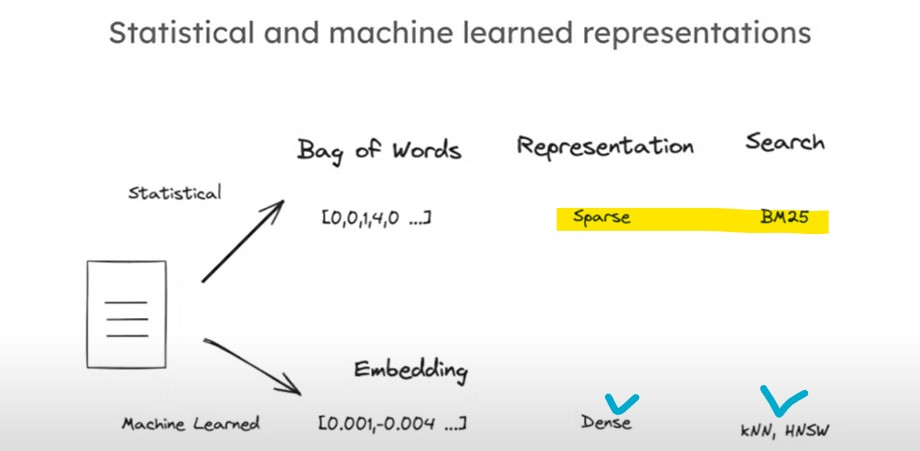 Statistical and machine learned representations
Bag of Words Representation Search
Statistical
[0,0,1,4,0 ...] Sparse BM25
Embedding
Machine Learned [0.001,-0.004 ...] Dense kNN, HNSW